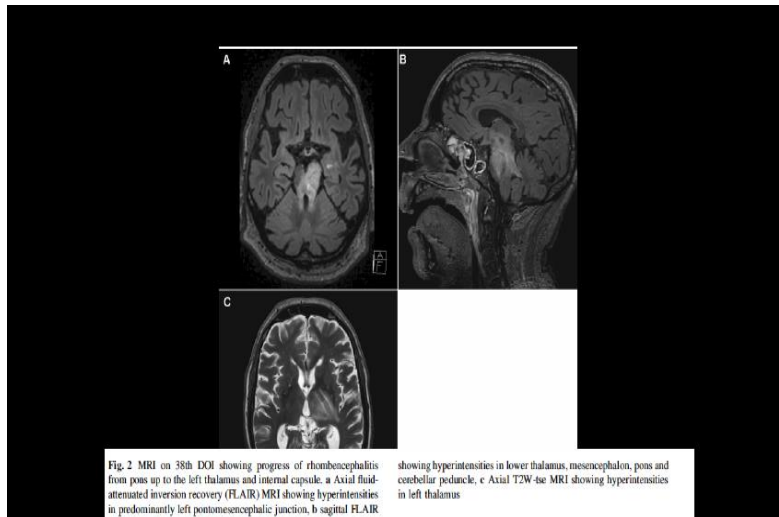 A
B
C
Fig. 2 MRI on 38th DOI showing progress of rhombencephalitis
from pons up to the left thalamus and internal capsule. a Axial fluid-
attenuated inversion recovery (FLAIR) MRI showing hyperintensities
in predominantly left pontomesencephalic junction, b sagittal FLAIR
showing hyperintensities in lower thalamus, mesencephalon, pons and
cerebellar peduncle, c Axial T2W-tse MRI showing hyperintensities
in left thalamus